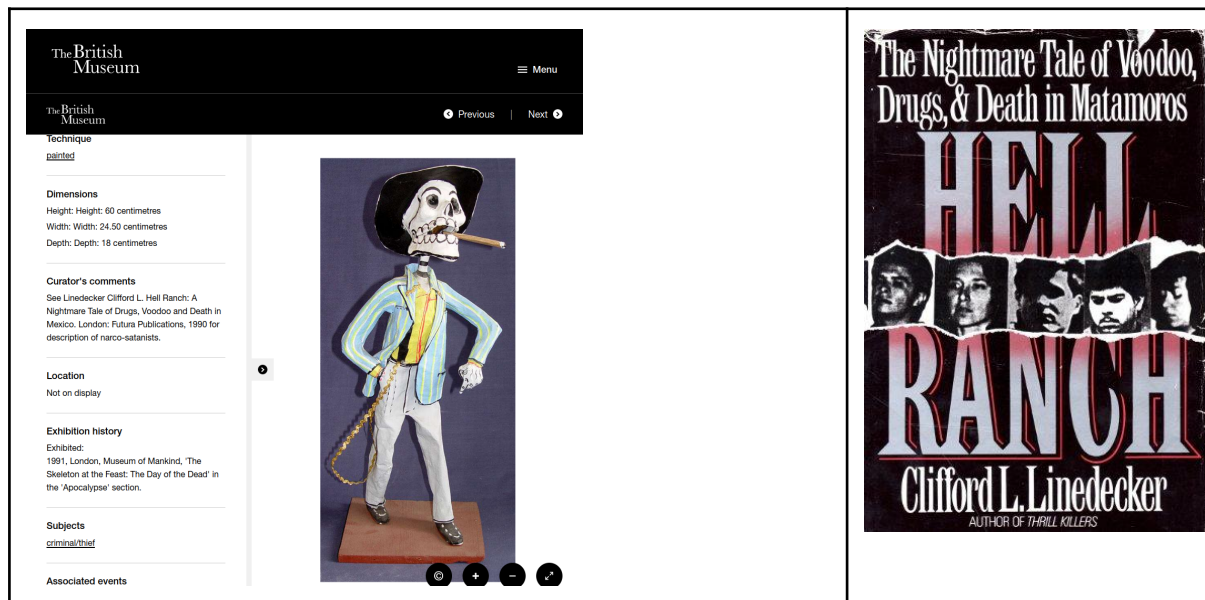 The British
Museum
Menu
The British
Museum
Previous | Next
Technique
painted
Dimensions
Height: Height: 60 centimetres
Width: Width: 24.50 centimetres
Depth: Depth: 18 centimetres
Curator's comments
See Linedecker Clifford L. Hell Ranch: A
Nightmare Tale of Drugs, Voodoo and Death in
Mexico. London: Futura Publications, 1990 for
description of narco-satanists.
Location
Not on display
Exhibition history
Exhibited:
1991, London, Museum of Mankind, 'The
Skeleton at the Feast: The Day of the Dead' in
the 'Apocalypse' section.
Subjects
criminal/thief
Associated events
©
The Nightmare Tale of Voodoo,
Drugs, & Death in Matamoros
HELL
RANCH
Clifford L. Linedecker
AUTHOR OF THRILL KILLERS